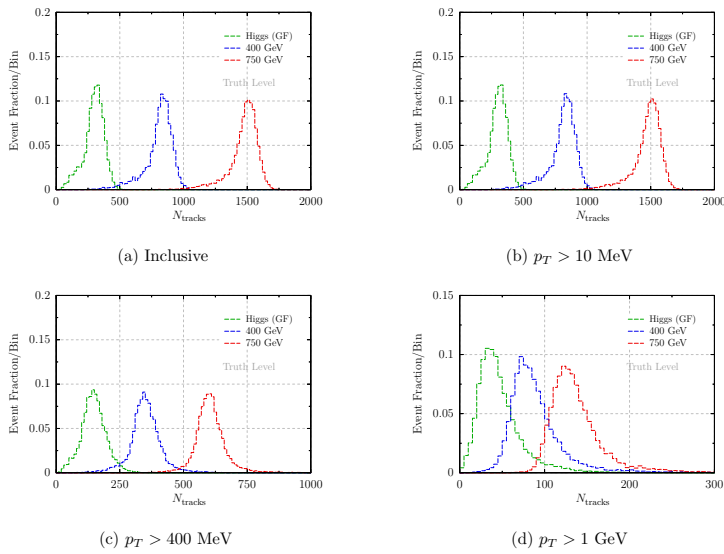 0.2
0.15
0.1
0.05
0
0 500 1000 1500 2000
Event Fraction/Bin
N_tracks
Higgs (GF)
400 GeV
750 GeV
Truth Level
(a) Inclusive
0.2
0.15
0.1
0.05
0
0 500 1000 1500 2000
Event Fraction/Bin
N_tracks
Higgs (GF)
400 GeV
750 GeV
Truth Level
(b) p_T > 10 MeV
0.2
0.15
0.1
0.05
0
0 250 500 750 1000
Event Fraction/Bin
N_tracks
Higgs (GF)
400 GeV
750 GeV
Truth Level
(c) p_T > 400 MeV
0.15
0.1
0.05
0
0 100 200 300
Event Fraction/Bin
N_tracks
Higgs (GF)
400 GeV
750 GeV
Truth Level
(d) p_T > 1 GeV